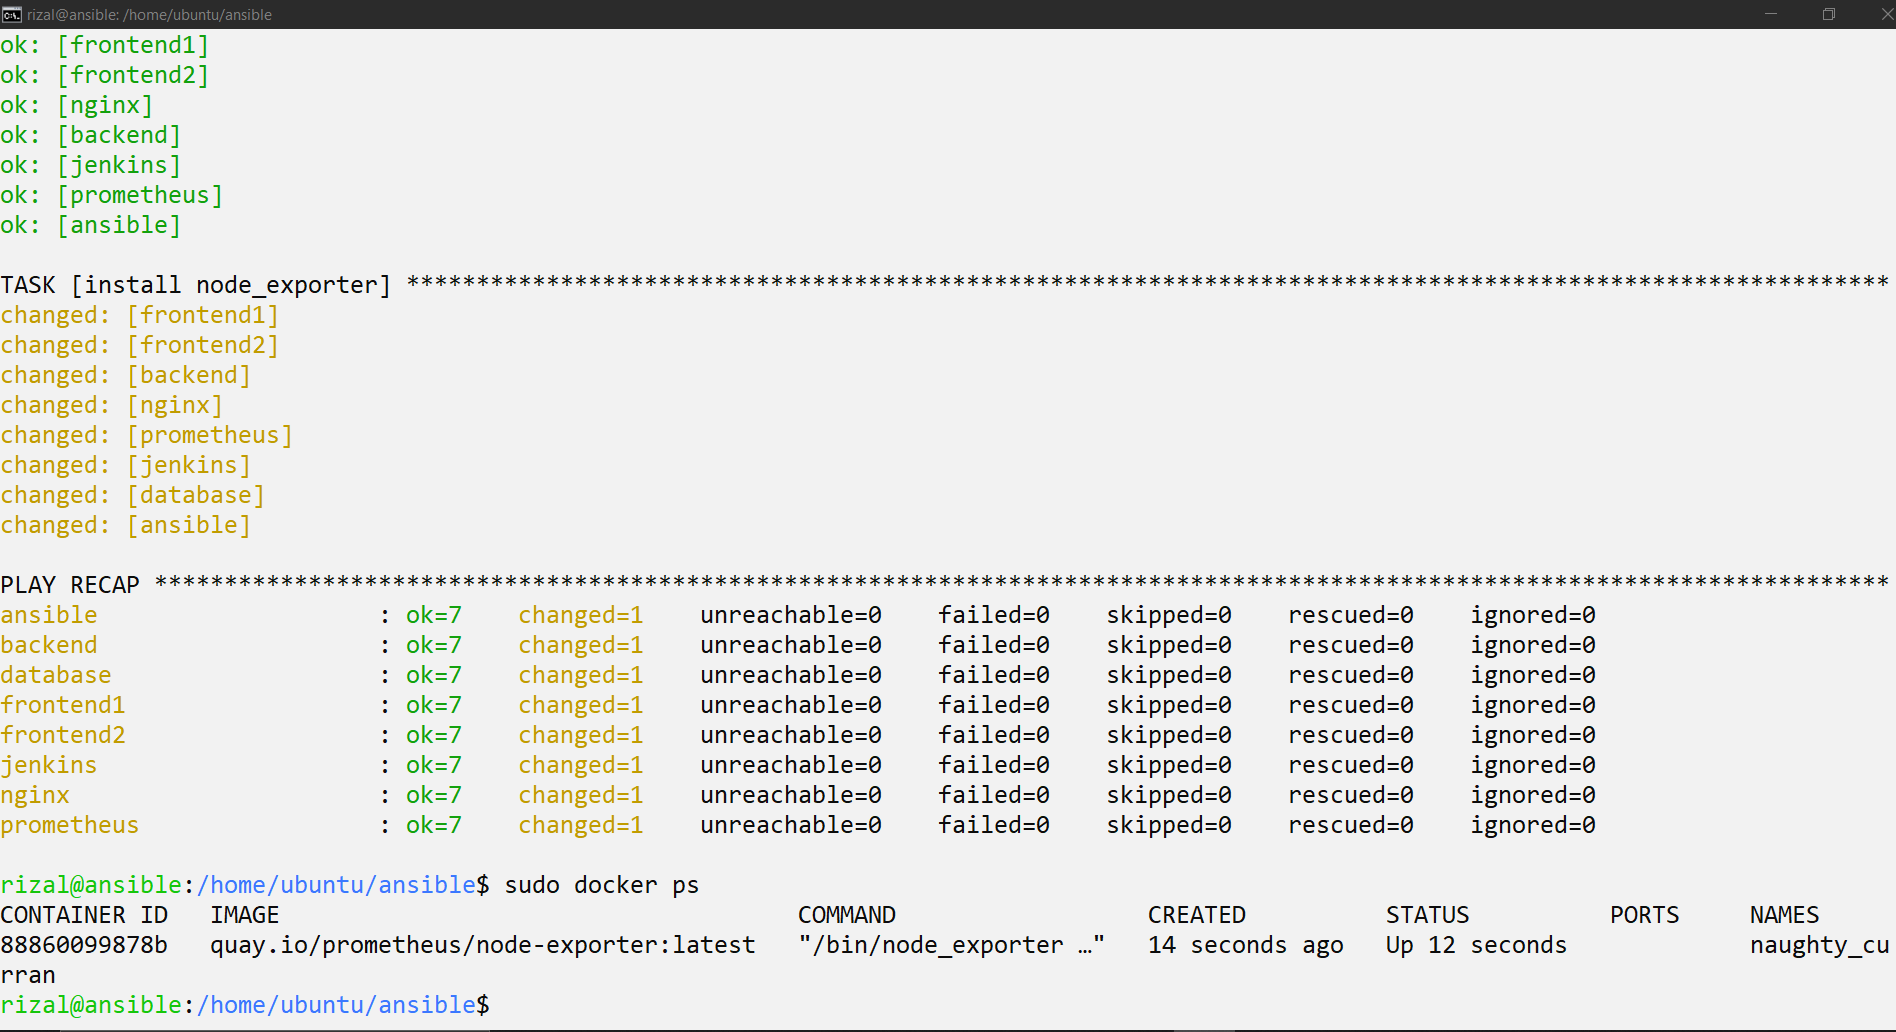 rizal@ansible: /home/ubuntu/ansible
ok: [frontend1]
ok: [frontend2]
ok: [nginx]
ok: [backend]
ok: [jenkins]
ok: [prometheus]
ok: [ansible]
TASK [install node_exporter] **********************************************************************************************************
changed: [frontend1]
changed: [frontend2]
changed: [backend]
changed: [nginx]
changed: [prometheus]
changed: [jenkins]
changed: [database]
changed: [ansible]
PLAY RECAP ****************************************************************************************************************************
ansible : ok=7 changed=1 unreachable=0 failed=0 skipped=0 rescued=0 ignored=0
backend : ok=7 changed=1 unreachable=0 failed=0 skipped=0 rescued=0 ignored=0
database : ok=7 changed=1 unreachable=0 failed=0 skipped=0 rescued=0 ignored=0
frontend1 : ok=7 changed=1 unreachable=0 failed=0 skipped=0 rescued=0 ignored=0
frontend2 : ok=7 changed=1 unreachable=0 failed=0 skipped=0 rescued=0 ignored=0
jenkins : ok=7 changed=1 unreachable=0 failed=0 skipped=0 rescued=0 ignored=0
nginx : ok=7 changed=1 unreachable=0 failed=0 skipped=0 rescued=0 ignored=0
prometheus : ok=7 changed=1 unreachable=0 failed=0 skipped=0 rescued=0 ignored=0
rizal@ansible:/home/ubuntu/ansible$ sudo docker ps
CONTAINER ID IMAGE COMMAND CREATED STATUS PORTS NAMES
88860099878b quay.io/prometheus/node-exporter:latest "/bin/node_exporter …" 14 seconds ago Up 12 seconds naughty_cu
rran
rizal@ansible:/home/ubuntu/ansible$